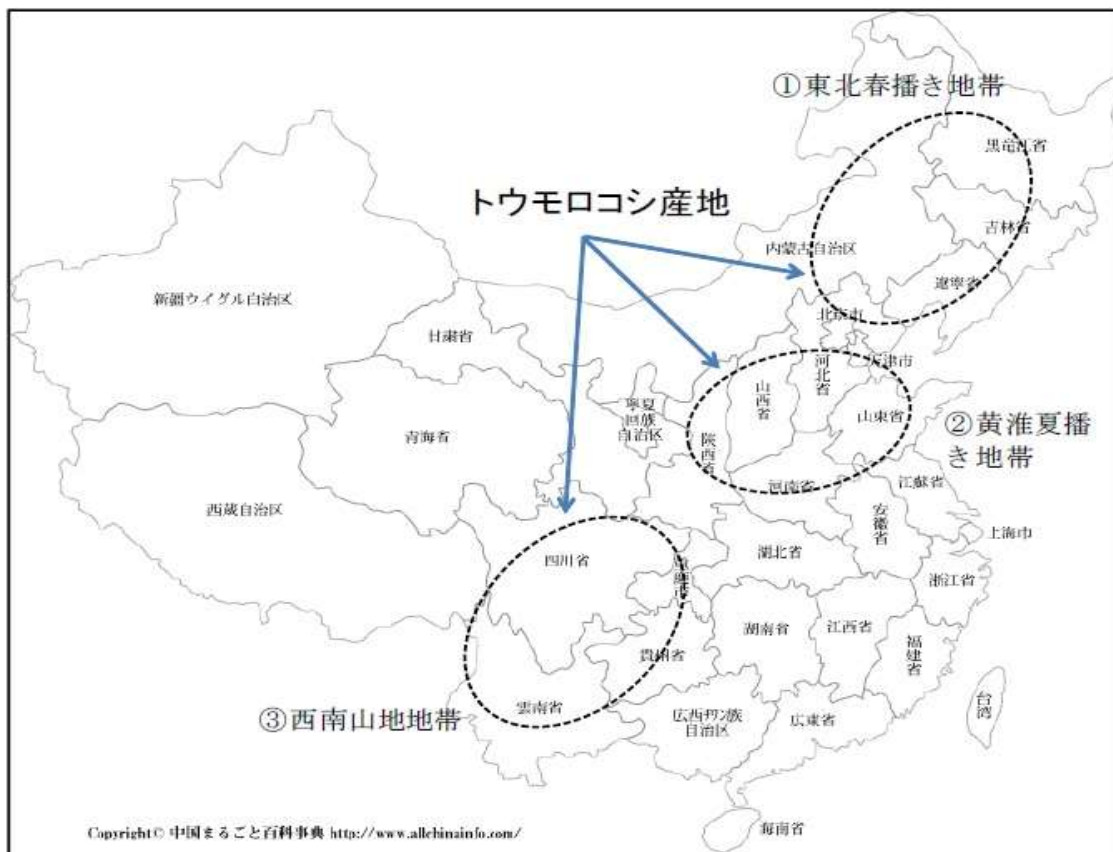 ①東北春播き地帯
黒竜江省
トウモロコシ産地
吉林省
内蒙古自治区
遼寧省
新疆ウイグル自治区
北京市
甘粛省
天津市
河北省
山西省
寧夏
回族
自治区
山東省
青海省
陝西省
②黄淮夏播
き地帯
河南省
江蘇省
西蔵自治区
安徽省
上海市
四川省
湖北省
重慶市
浙江省
湖南省
江西省
貴州省
福建省
雲南省
③西南山地地帯
広西チワン族
自治区
広東省
台湾
海南省
Copyright© 中国まるごと百科事典 http://www.allchinainfo.com/